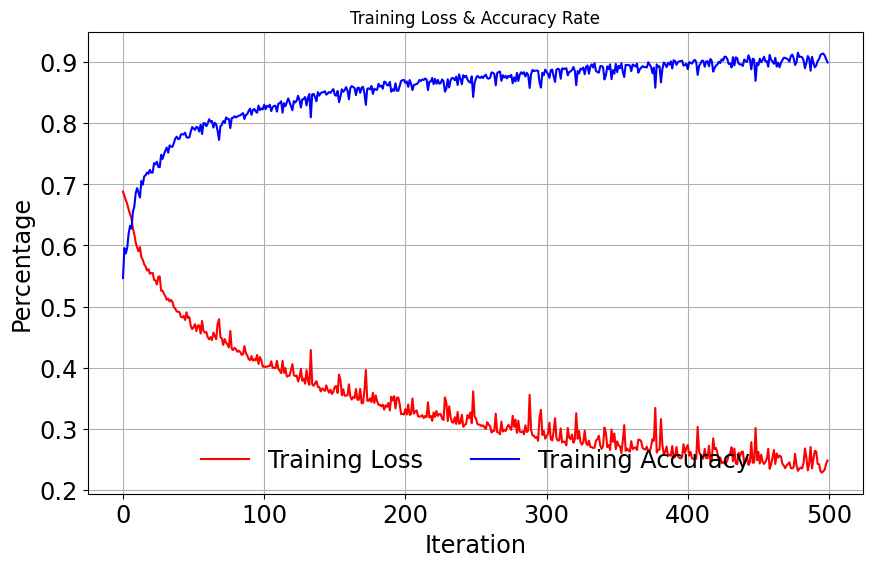 Training Loss & Accuracy Rate
0.9
0.8
0.7
0.6
0.5
0.4
0.3
0.2
Percentage
Training Loss
Training Accuracy
0 100 200 300 400 500
Iteration